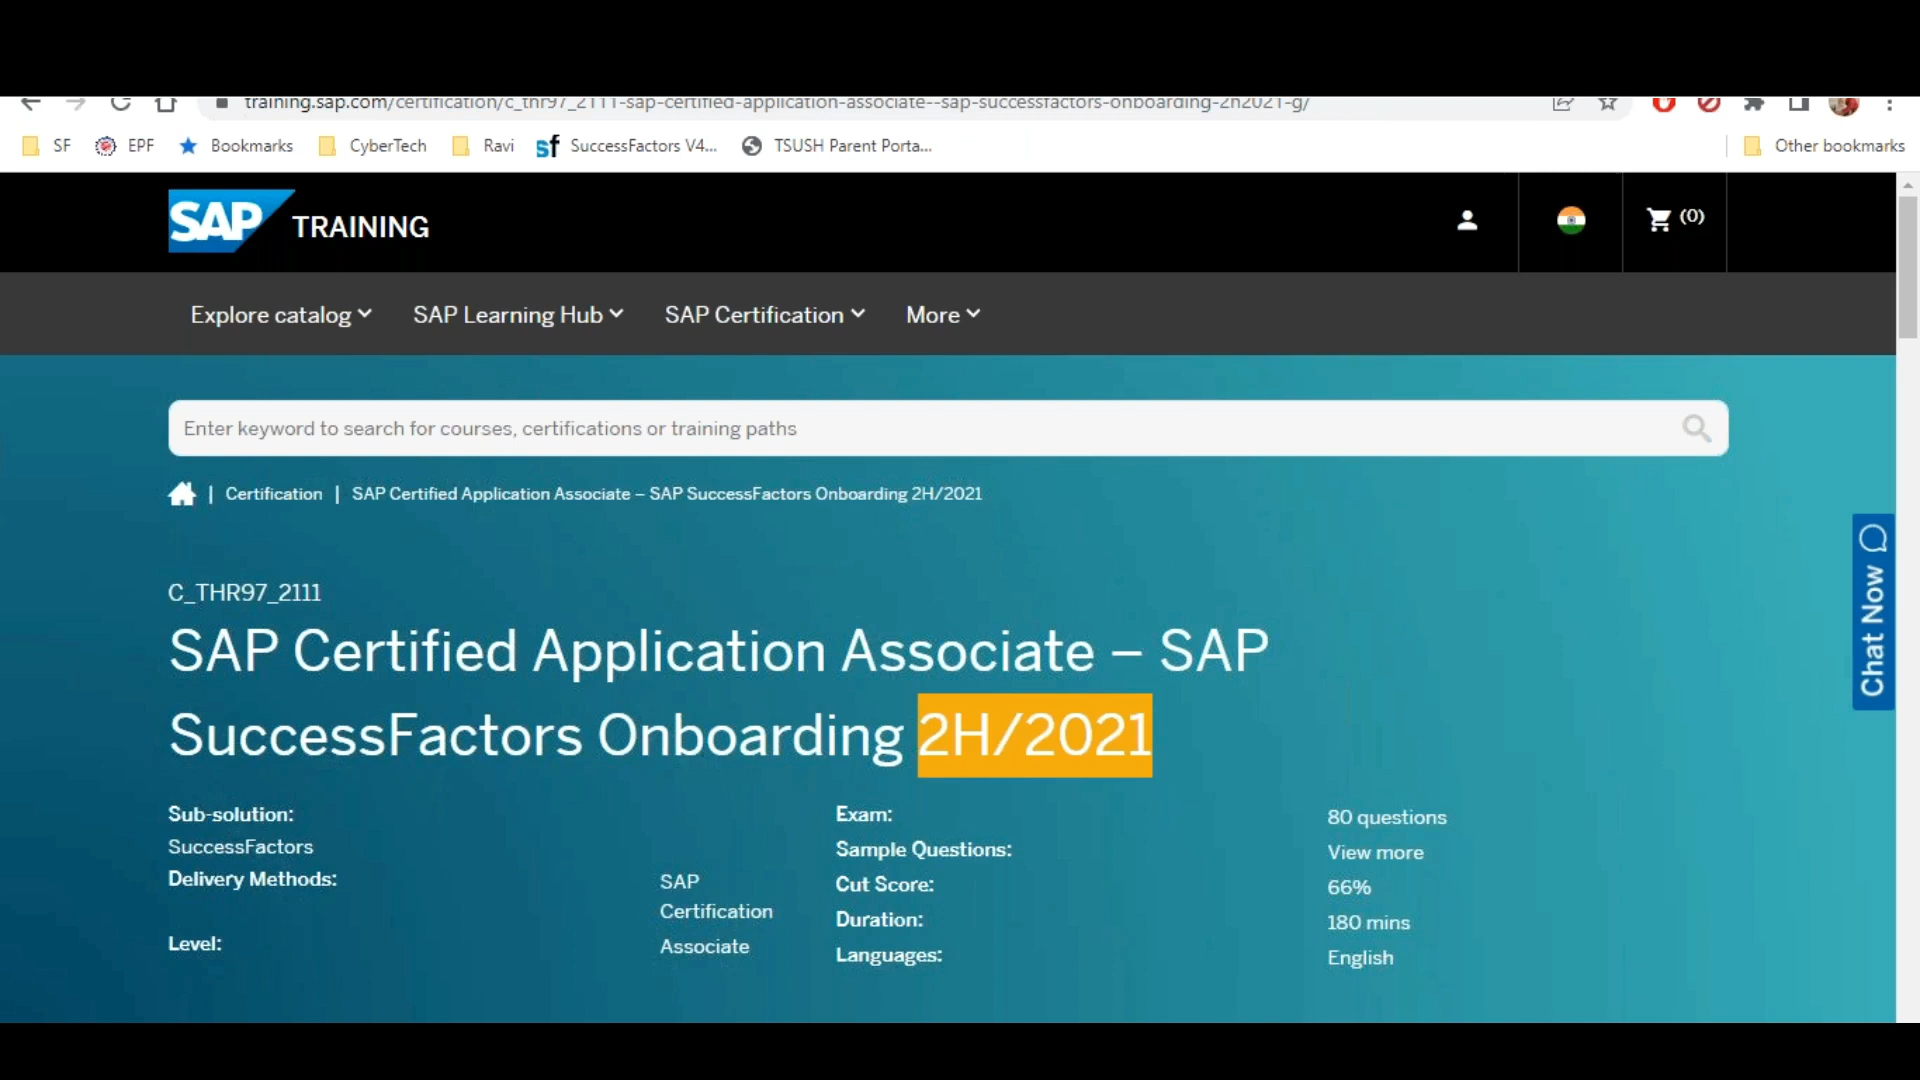 training.sap.com/certification/c_thr97_2111-sap-certified-application-associate--sap-successfactors-onboarding-2h2021-g/
SF EPF Bookmarks CyberTech Ravi sf SuccessFactors V4... TSUSH Parent Porta... Other bookmarks
SAP TRAINING (0)
Explore catalog SAP Learning Hub SAP Certification More
Enter keyword to search for courses, certifications or training paths
| Certification | SAP Certified Application Associate – SAP SuccessFactors Onboarding 2H/2021
C_THR97_2111
SAP Certified Application Associate – SAP
SuccessFactors Onboarding 2H/2021
Sub-solution:
SuccessFactors
Delivery Methods: SAP
Certification
Level: Associate
Exam: 80 questions
Sample Questions: View more
Cut Score: 66%
Duration: 180 mins
Languages: English
Chat Now